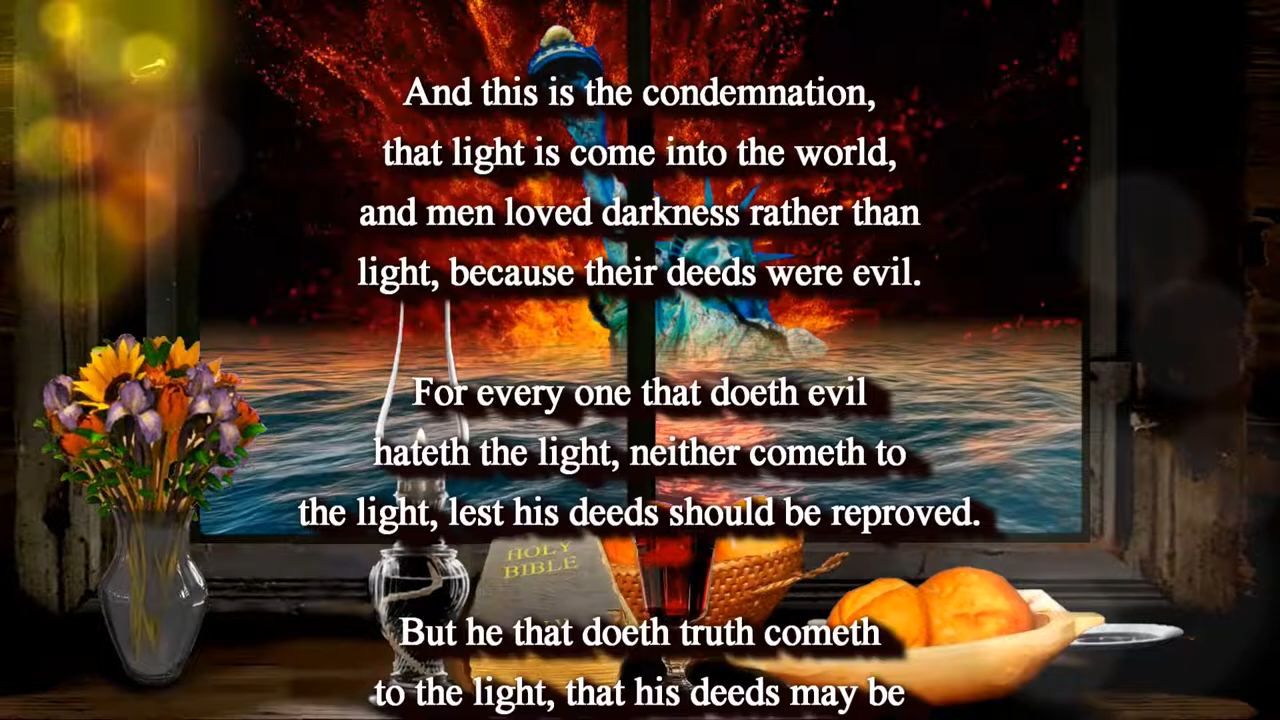 And this is the condemnation,
that light is come into the world,
and men loved darkness rather than
light, because their deeds were evil.
For every one that doeth evil
hateth the light, neither cometh to
the light, lest his deeds should be reproved.
HOLY
BIBLE
But he that doeth truth cometh
to the light, that his deeds may be